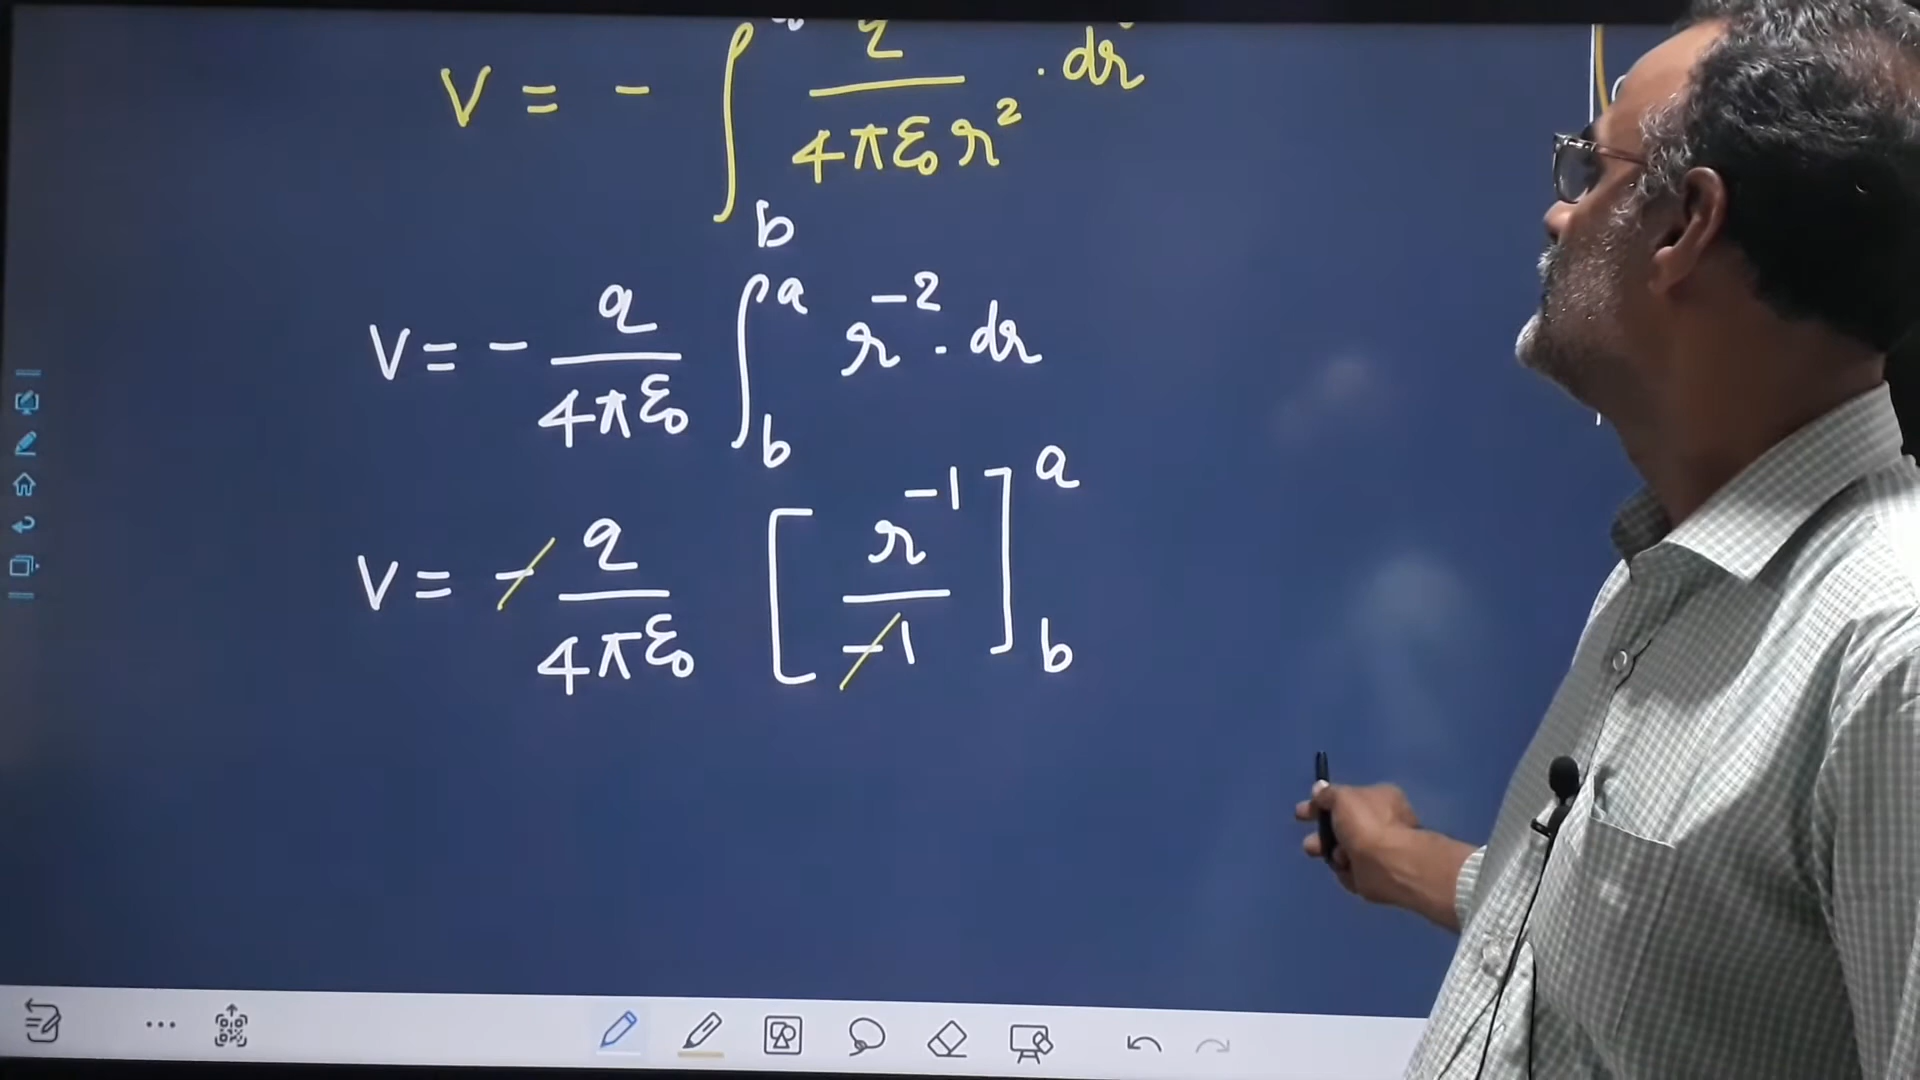 V = - ∫_b^a q / 4πε₀r² . dr
V = - q / 4πε₀ ∫_b^a r⁻² . dr
V = - q / 4πε₀ [ r⁻¹ / -1 ]_b^a